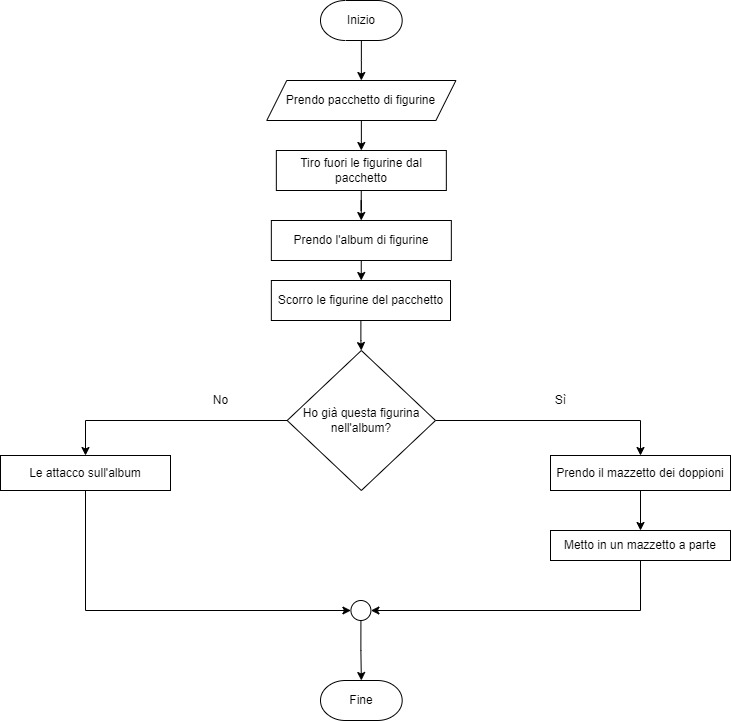 Inizio
Prendo pacchetto di figurine
Tiro fuori le figurine dal
pacchetto
Prendo l'album di figurine
Scorro le figurine del pacchetto
Ho già questa figurina
nell'album?
No
Sì
Le attacco sull'album
Prendo il mazzetto dei doppioni
Metto in un mazzetto a parte
Fine